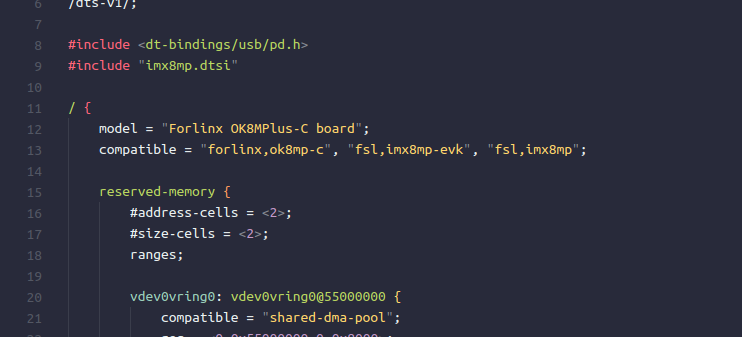 6 /dts-v1/;
7
8 #include <dt-bindings/usb/pd.h>
9 #include "imx8mp.dtsi"
10
11 / {
12 model = "Forlinx OK8MPlus-C board";
13 compatible = "forlinx,ok8mp-c", "fsl,imx8mp-evk", "fsl,imx8mp";
14
15 reserved-memory {
16 #address-cells = <2>;
17 #size-cells = <2>;
18 ranges;
19
20 vdev0vring0: vdev0vring0@55000000 {
21 compatible = "shared-dma-pool";